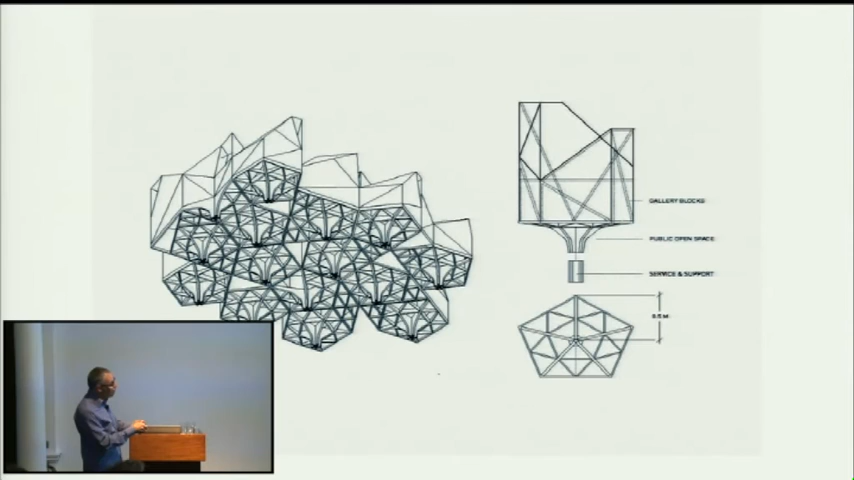 GALLERY BLOCKS
PUBLIC OPEN SPACE
SERVICE & SUPPORT